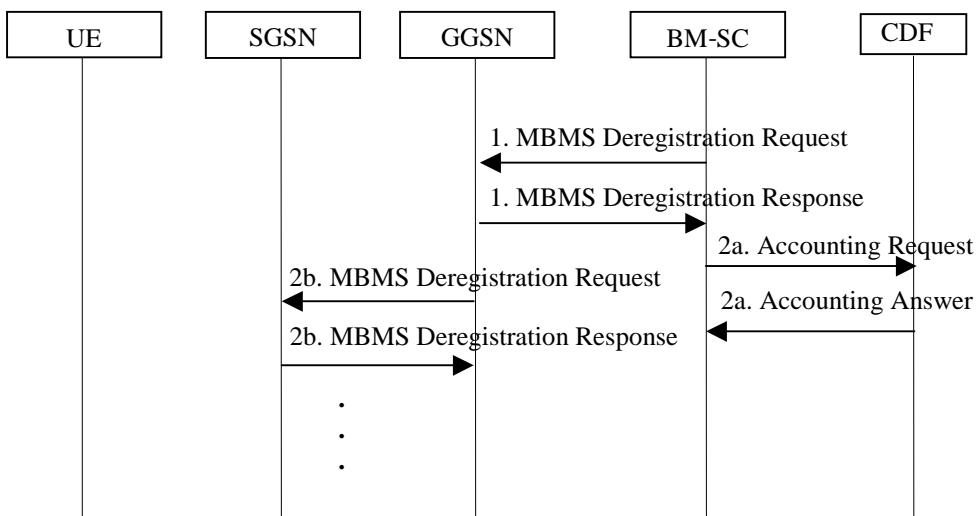 UE
SGSN
GGSN
BM-SC
CDF
1. MBMS Deregistration Request
1. MBMS Deregistration Response
2a. Accounting Request
2b. MBMS Deregistration Request
2a. Accounting Answer
2b. MBMS Deregistration Response